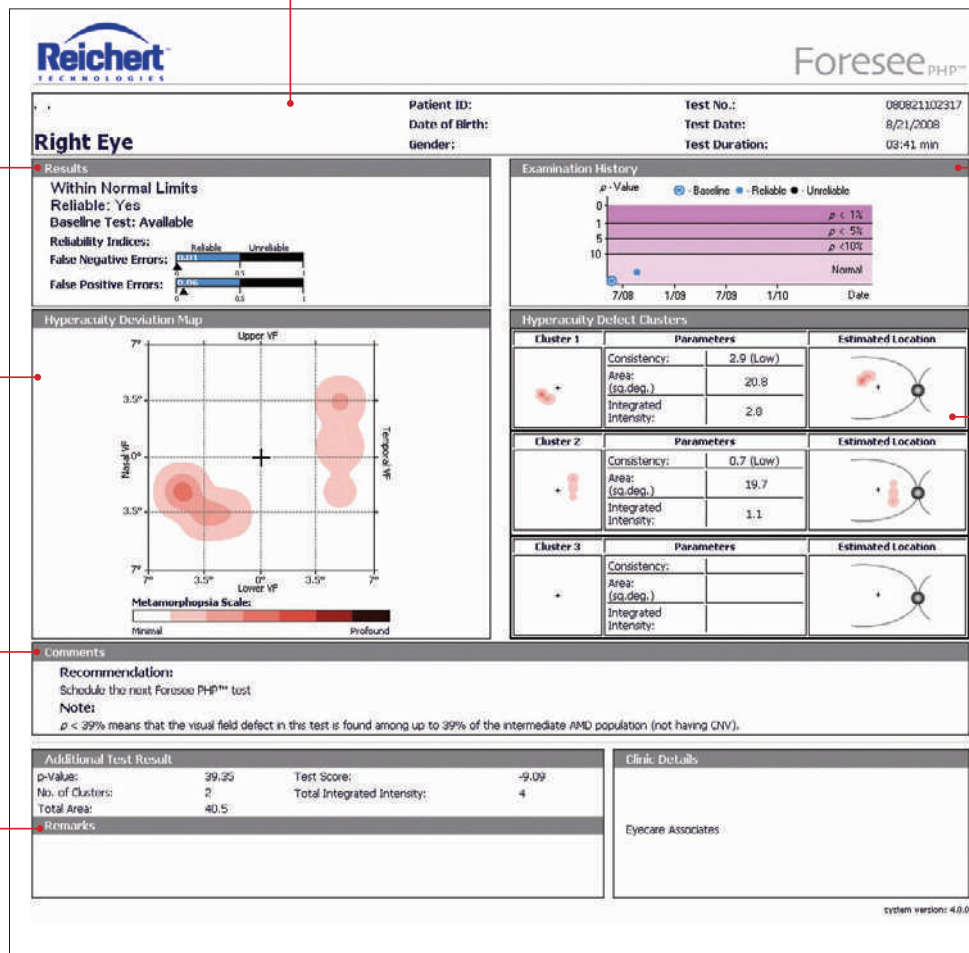 Reichert
TECHNOLOGIES
Foresee PHP™
Right Eye
Patient ID:
Date of Birth:
Gender:
Test No.: 080821102317
Test Date: 8/21/2008
Test Duration: 03:41 min
Results
Within Normal Limits
Reliable: Yes
Baseline Test: Available
Reliability Indices:
Reliable Unreliable
False Negative Errors: 0.01
0 0.5 1
False Positive Errors: 0.06
0 0.5 1
Examination History
p - Value - Baseline - Reliable - Unreliable
0
1
5
10
p < 1%
p < 5%
p <10%
Normal
7/08 1/09 7/09 1/10 Date
Hyperacuity Deviation Map
Upper VF
7°
3.5°
0°
3.5°
7°
Nasal VF
Temporal VF
7° 3.5° 0° 3.5° 7°
Lower VF
Metamorphopsia Scale:
Minimal Profound
Hyperacuity Defect Clusters
Cluster 1 Parameters Estimated Location
Consistency: 2.9 (Low)
Area: (sq.deg.) 20.8
Integrated Intensity: 2.8
Cluster 2 Parameters Estimated Location
Consistency: 0.7 (Low)
Area: (sq.deg.) 19.7
Integrated Intensity: 1.1
Cluster 3 Parameters Estimated Location
Consistency:
Area: (sq.deg.)
Integrated Intensity:
Comments
Recommendation:
Schedule the next Foresee PHP™ test
Note:
p < 39% means that the visual field defect in this test is found among up to 39% of the intermediate AMD population (not having CNV).
Additional Test Result
p-Value: 39.35 Test Score: -9.09
No. of Clusters: 2 Total Integrated Intensity: 4
Total Area: 40.5
Remarks
Clinic Details
Eyecare Associates
system version: 4.0.0